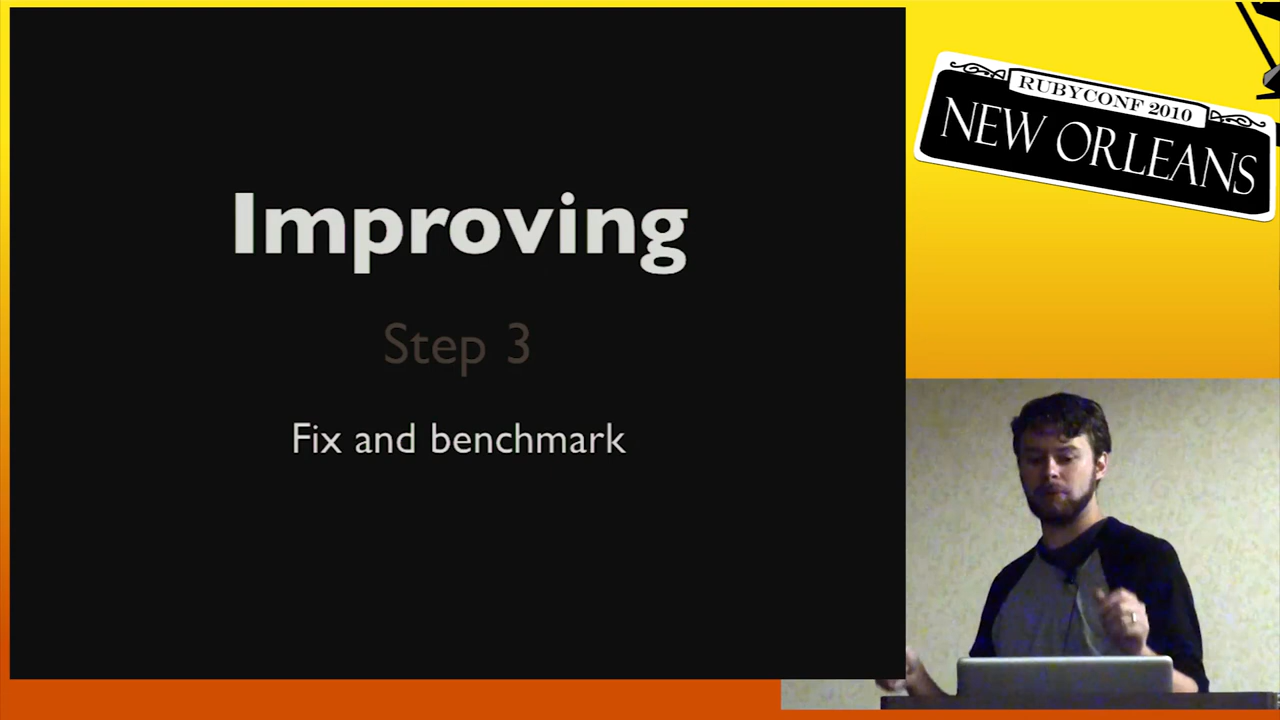 Improving
Step 3
Fix and benchmark
RUBYCONF 2010
NEW ORLEANS